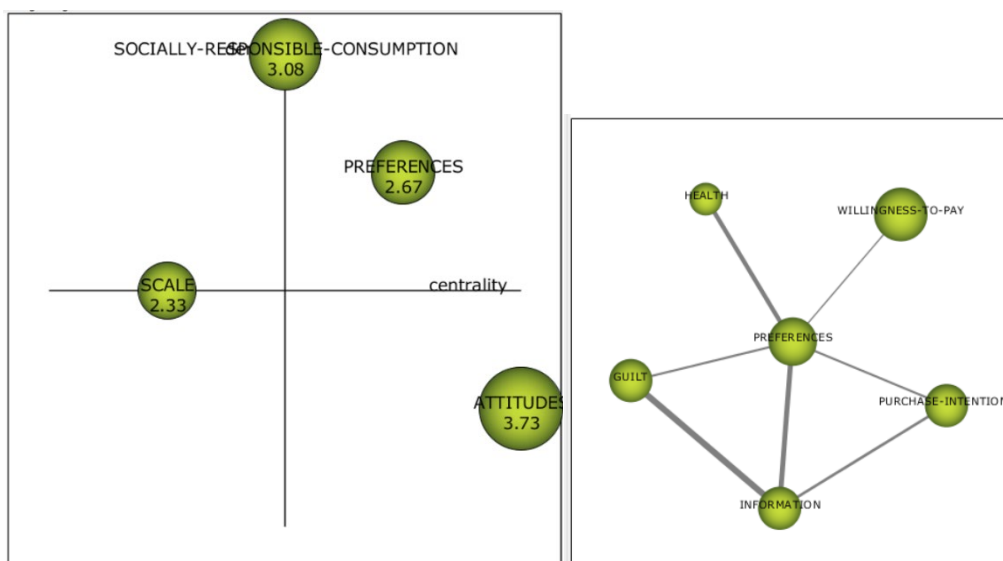 SOCIALLY-RESPONSIBLE-CONSUMPTION
3.08
PREFERENCES
2.67
SCALE
2.33
centrality
ATTITUDES
3.73
HEALTH
WILLINGNESS-TO-PAY
PREFERENCES
GUILT
PURCHASE-INTENTION
INFORMATION